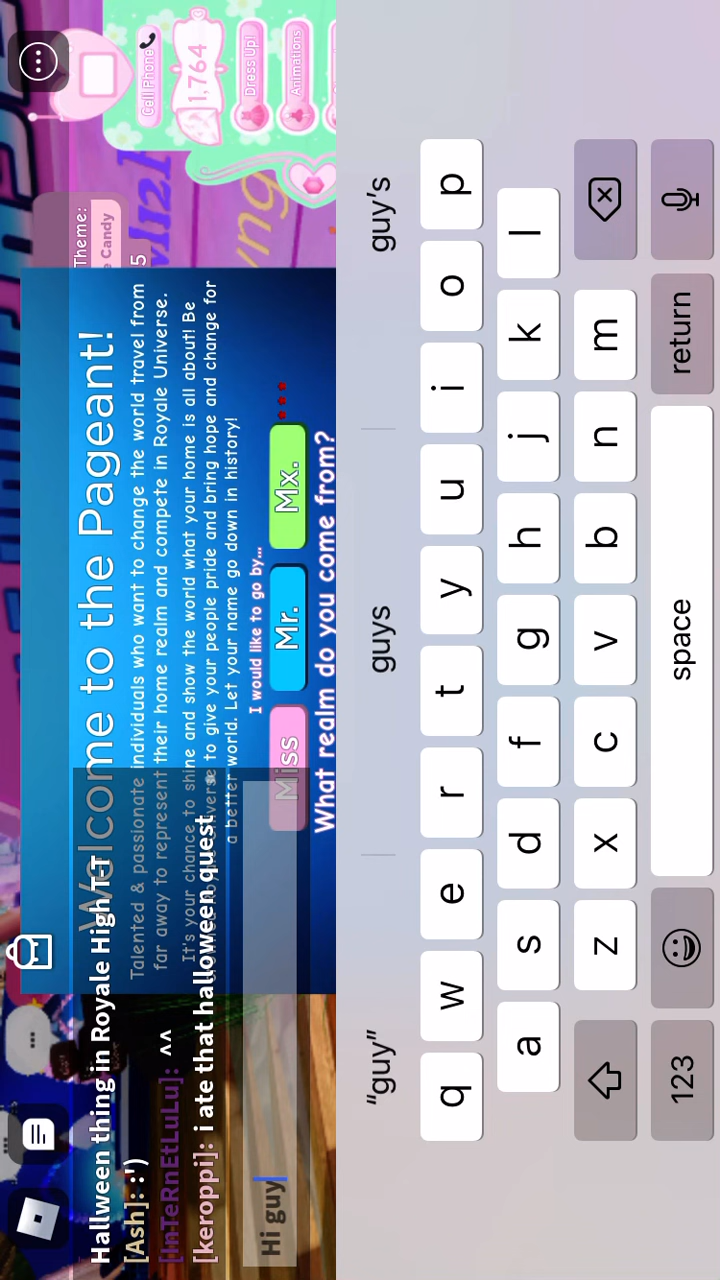 Cell Phone
1,764
Dress Up!
Animations
Theme:
e Candy
5
Welcome to the Pageant!
Talented & passionate individuals who want to change the world travel from
far away to represent their home realm and compete in Royale Universe.
It's your chance to shine and show the world what your home is all about! Be
to give your people pride and bring hope and change for
a better world. Let your name go down in history!
I would like to go by...
Miss
Mr.
Mx.
What realm do you come from?
Hallween thing in Royale High T-T
[Ash]: :')
[InTeRnEtLuLu]: ^^
[keroppi]: i ate that halloween quest
Hi guy
"guy"
guys
guy's
q w e r t y u i o p
a s d f g h j k l
z x c v b n m
123
space
return